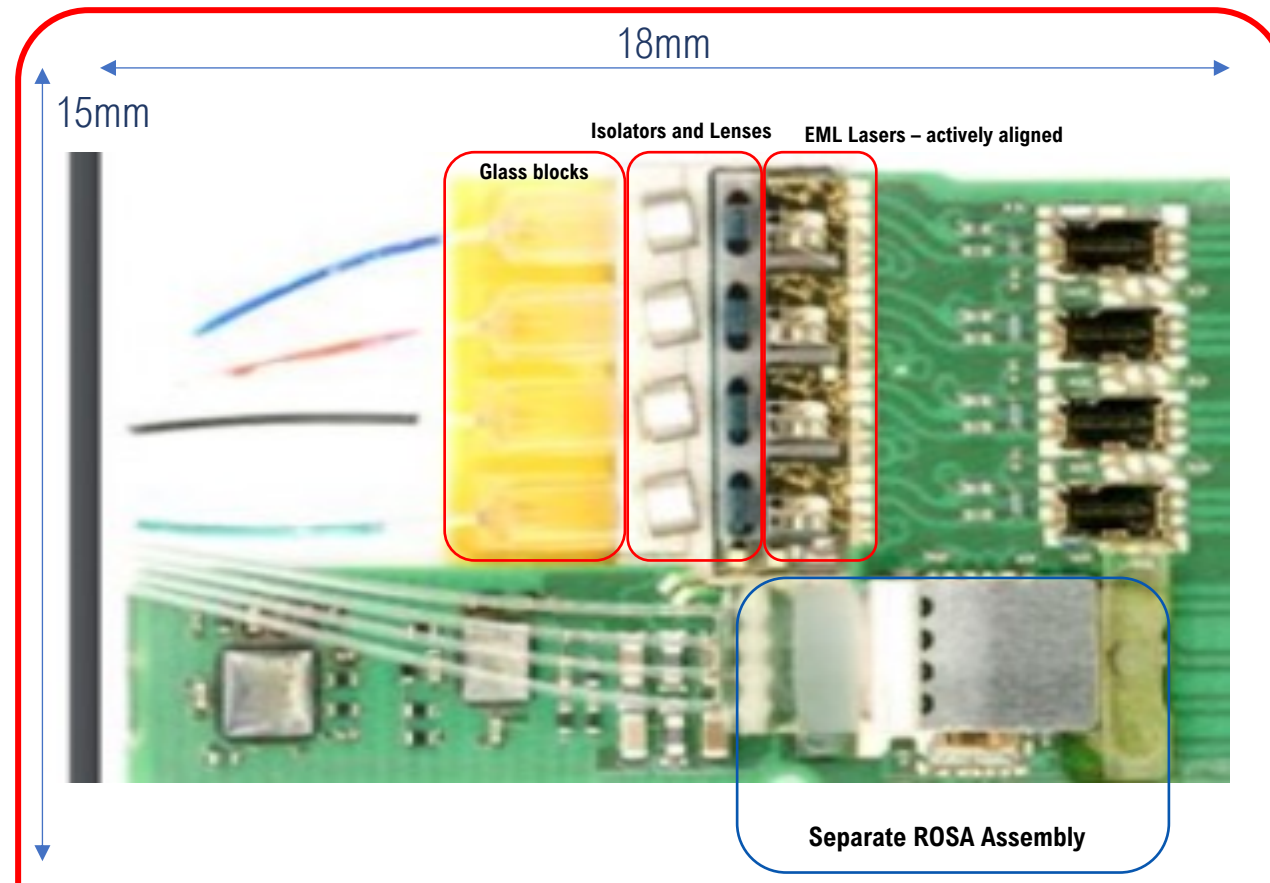 18mm
15mm
Isolators and Lenses
EML Lasers – actively aligned
Glass blocks
Separate ROSA Assembly